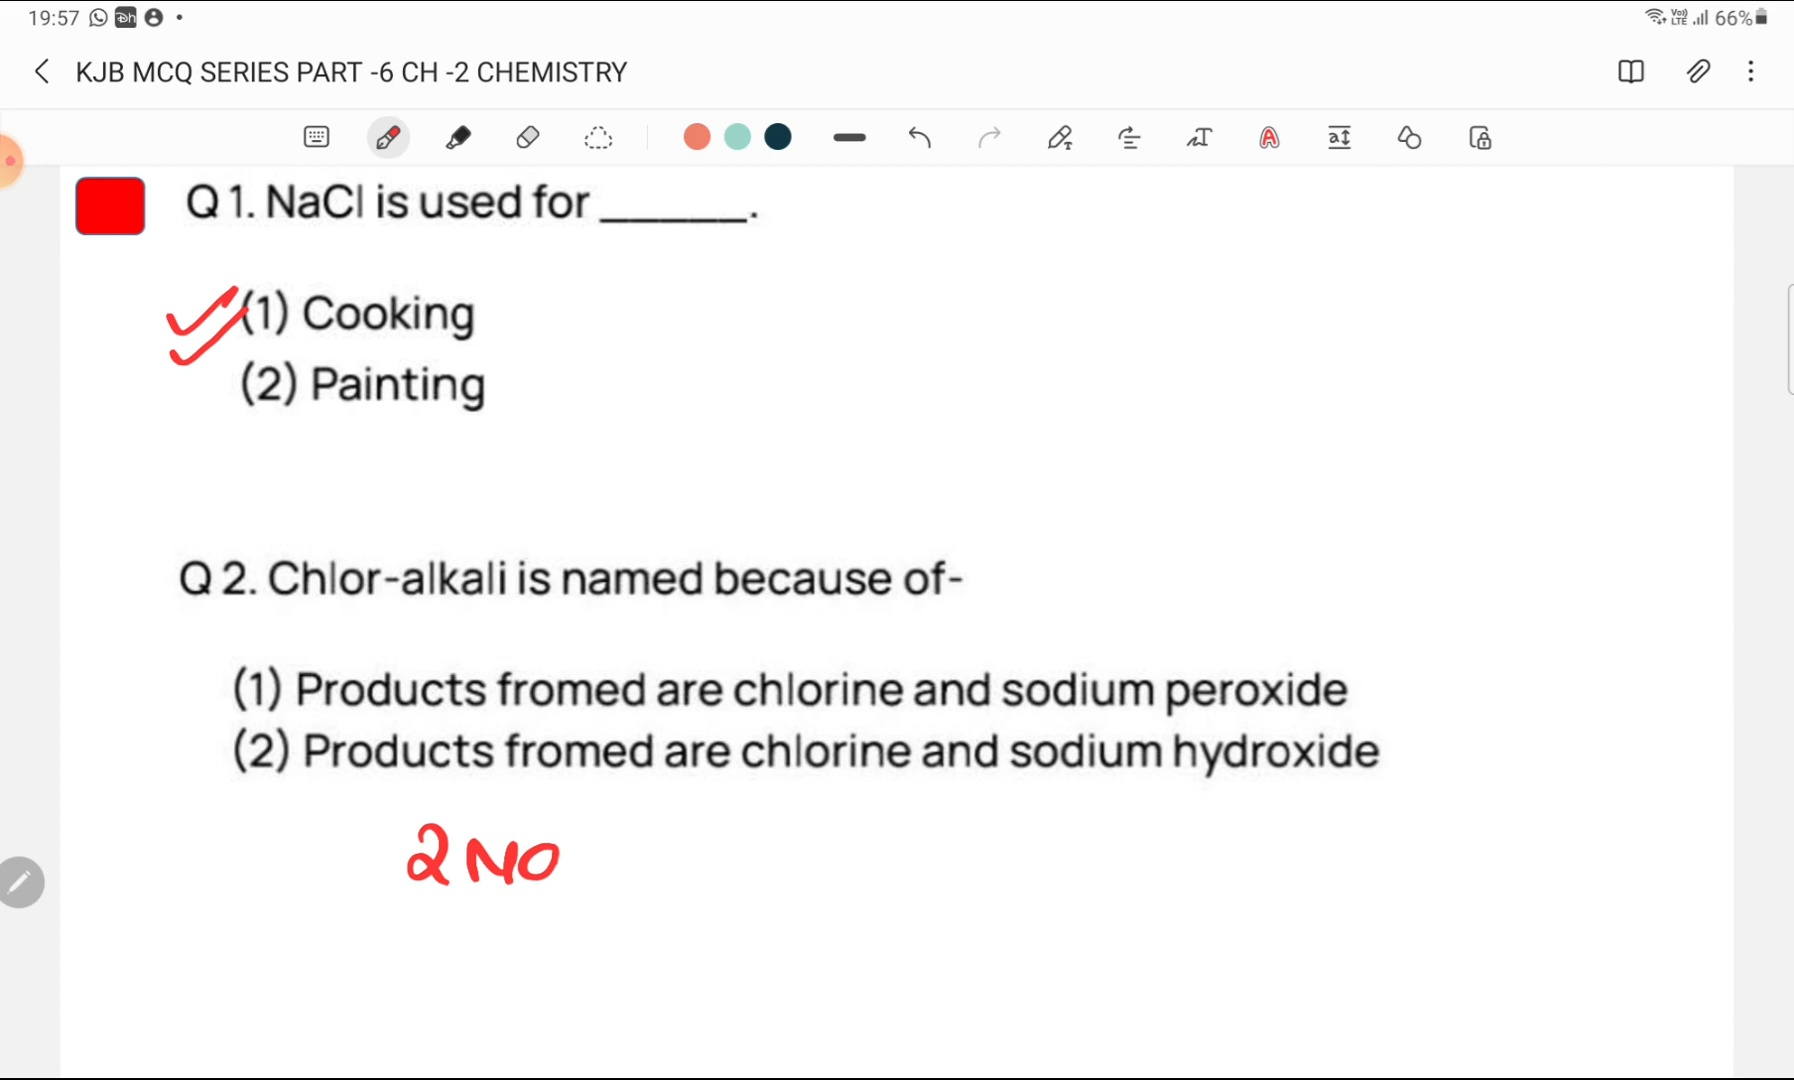 19:57
Vo)) LTE 66%
KJB MCQ SERIES PART -6 CH -2 CHEMISTRY
Q 1. NaCl is used for ______.
(1) Cooking
(2) Painting
Q 2. Chlor-alkali is named because of-
(1) Products fromed are chlorine and sodium peroxide
(2) Products fromed are chlorine and sodium hydroxide
2 NO